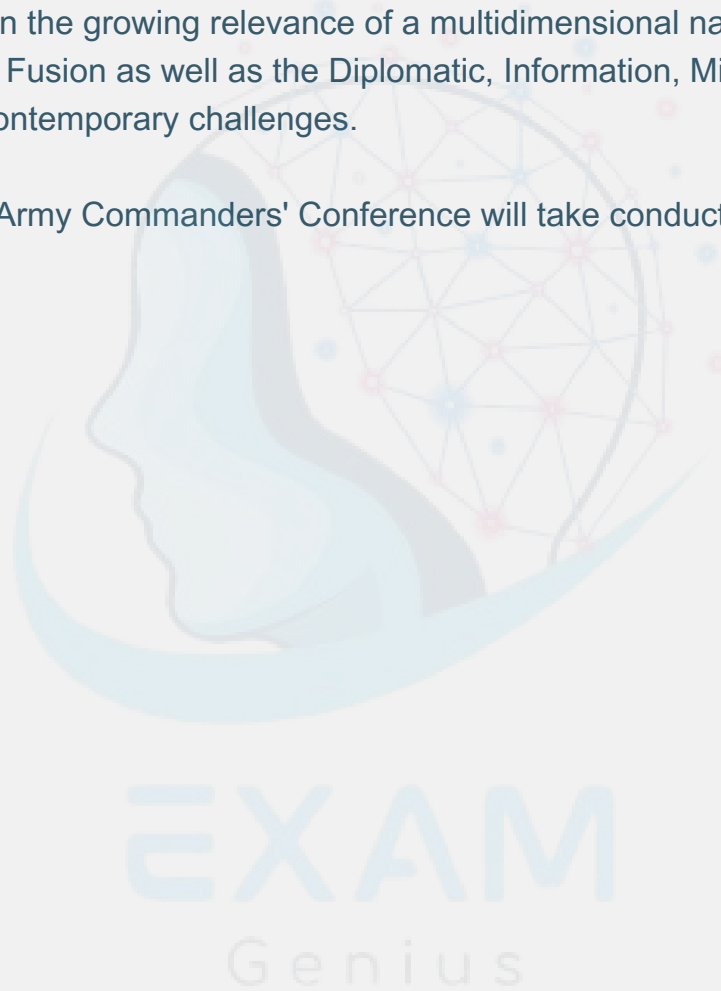 n the growing relevance of a multidimensional na
Fusion as well as the Diplomatic, Information, Mi
ontemporary challenges.
Army Commanders' Conference will take conduct
EXAM
Genius